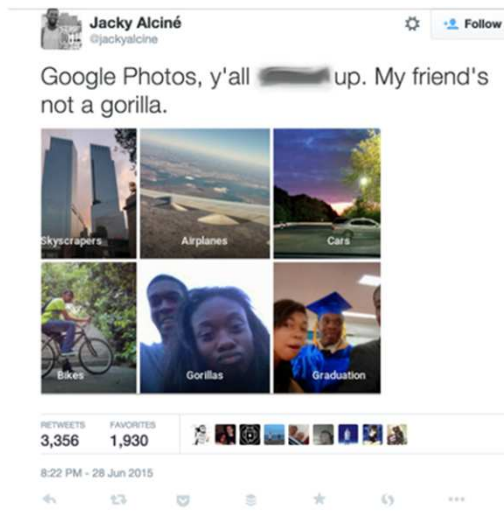 Jacky Alciné
@jackyalcine
Follow
Google Photos, y'all up. My friend's
not a gorilla.
Skyscrapers
Airplanes
Cars
Bikes
Gorillas
Graduation
RETWEETS FAVORITES
3,356 1,930
8:22 PM - 28 Jun 2015